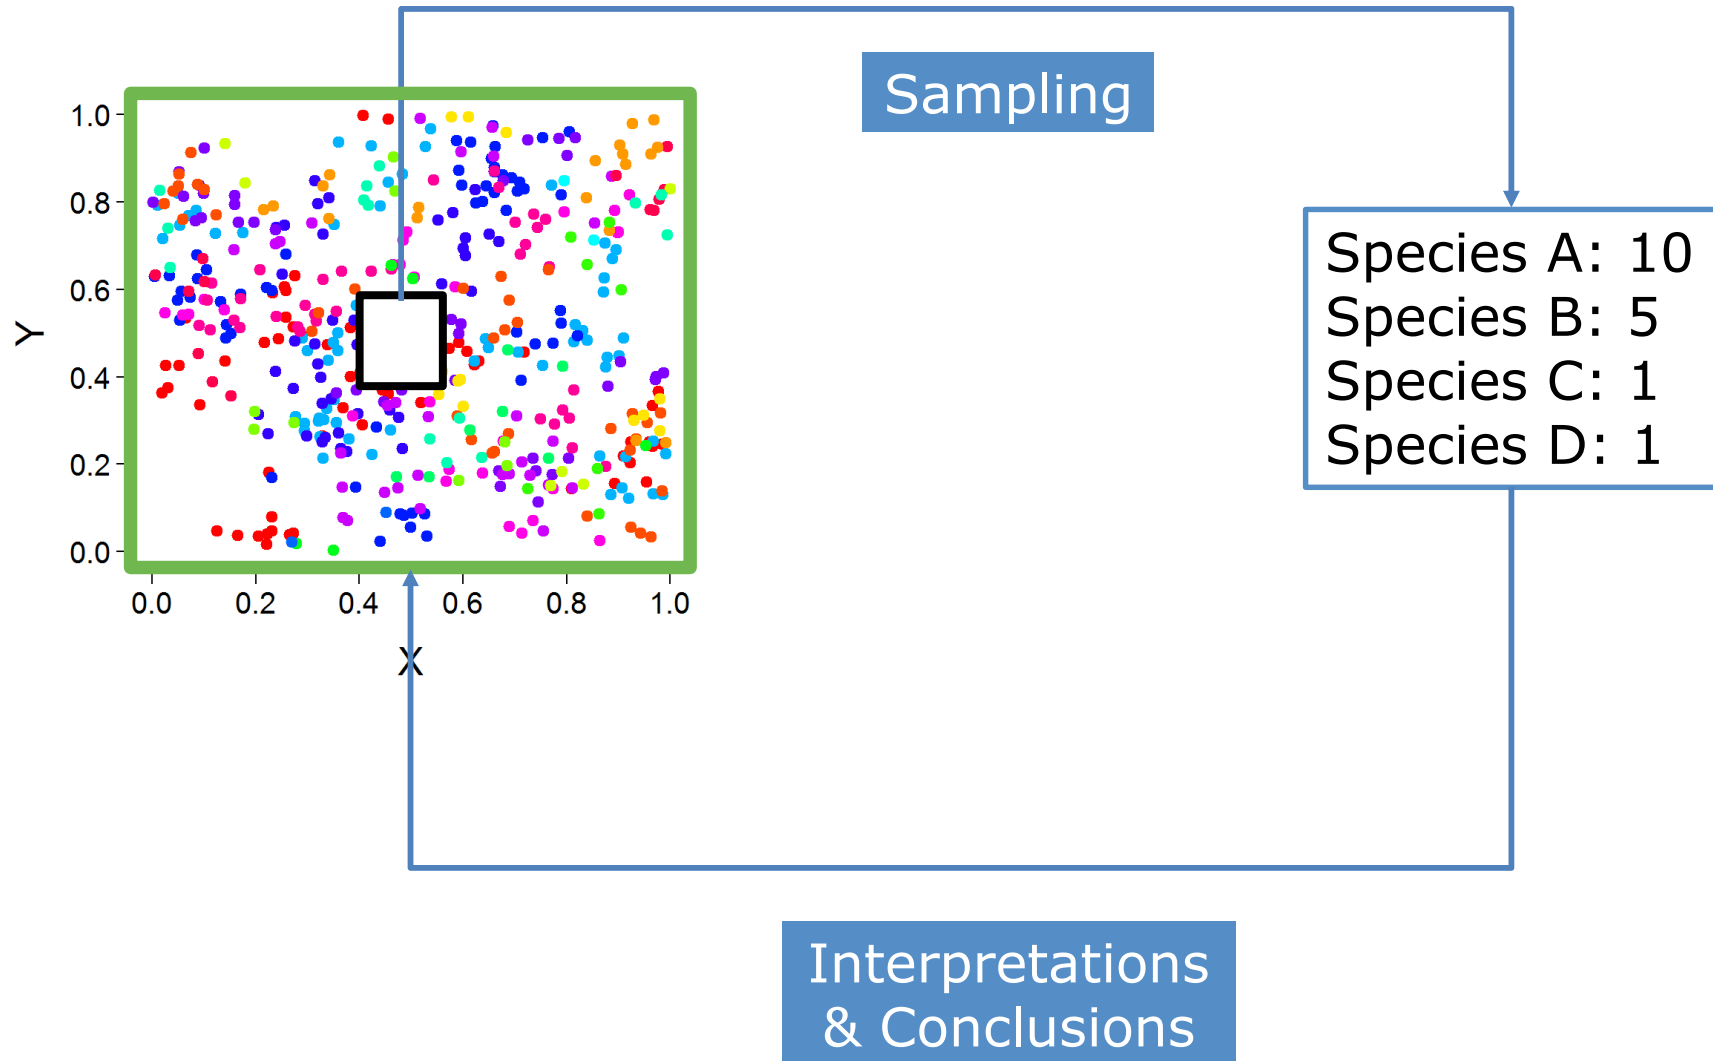 Sampling
1.0
0.8
0.6
0.4
0.2
0.0
Y
0.0 0.2 0.4 0.6 0.8 1.0
X
Species A: 10
Species B: 5
Species C: 1
Species D: 1
Interpretations
& Conclusions